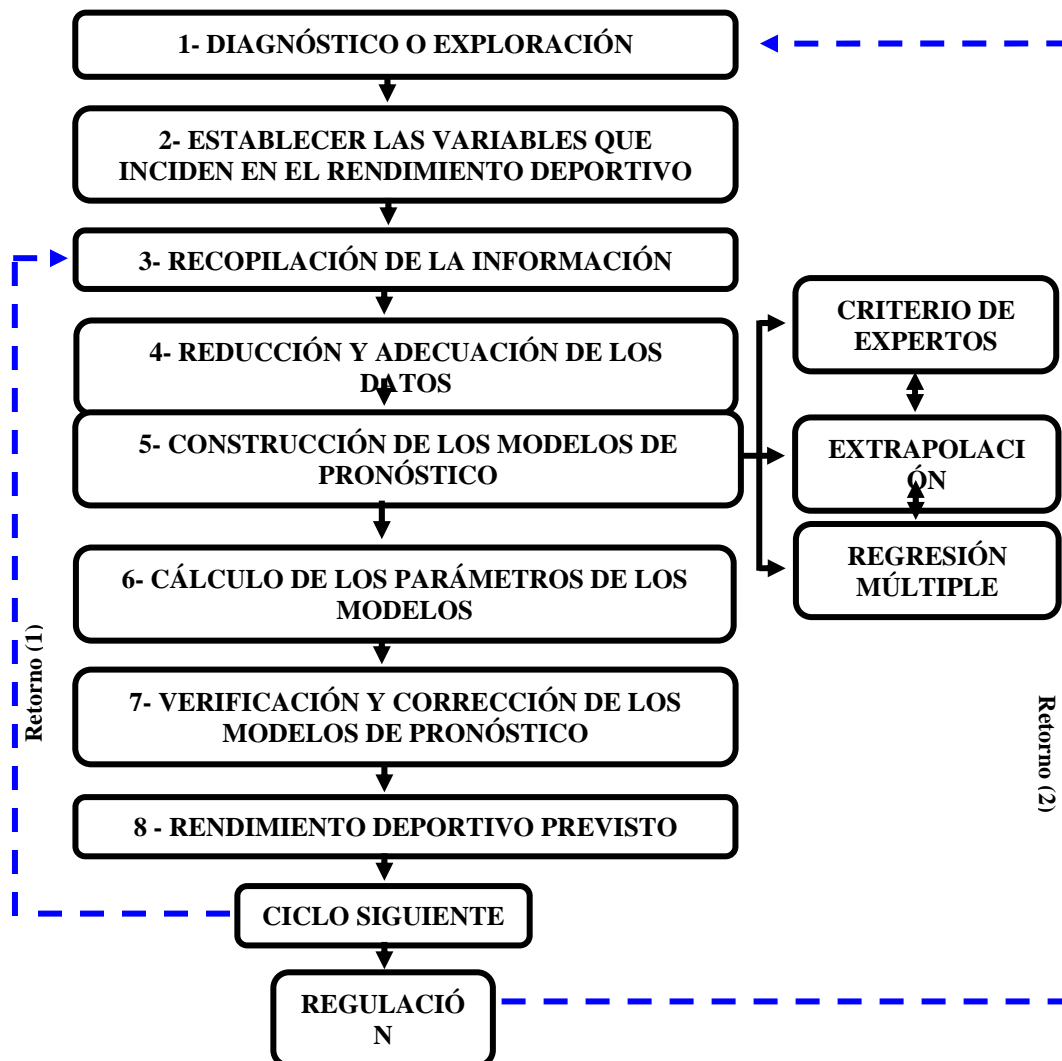 1- DIAGNÓSTICO O EXPLORACIÓN
2- ESTABLECER LAS VARIABLES QUE
INCIDEN EN EL RENDIMIENTO DEPORTIVO
3- RECOPILACIÓN DE LA INFORMACIÓN
4- REDUCCIÓN Y ADECUACIÓN DE LOS
DATOS
5- CONSTRUCCIÓN DE LOS MODELOS DE
PRONÓSTICO
CRITERIO DE
EXPERTOS
EXTRAPOLACI
ÓN
REGRESIÓN
MÚLTIPLE
6- CÁLCULO DE LOS PARÁMETROS DE LOS
MODELOS
7- VERIFICACIÓN Y CORRECCIÓN DE LOS
MODELOS DE PRONÓSTICO
8 - RENDIMIENTO DEPORTIVO PREVISTO
CICLO SIGUIENTE
REGULACIÓ
N
Retorno (1)
Retorno (2)